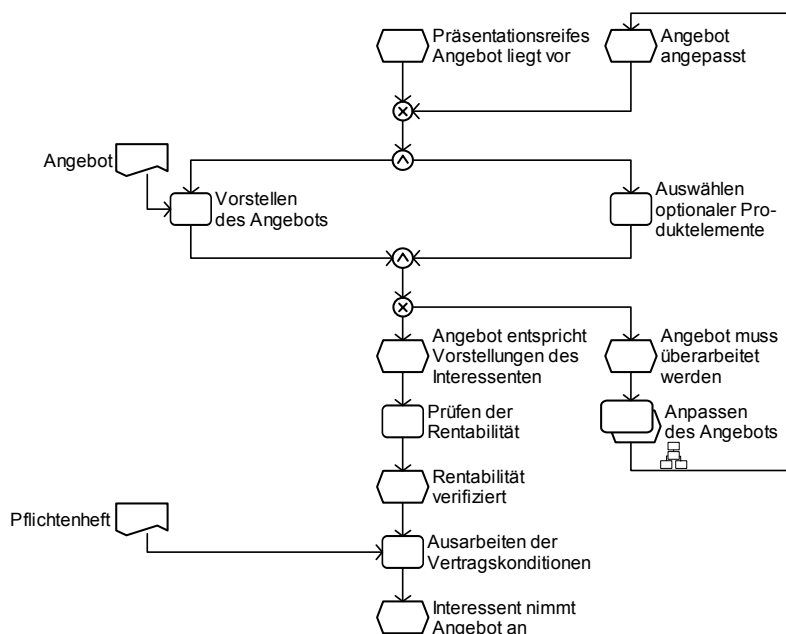 Präsentationsreifes
Angebot liegt vor
Angebot
angepasst
Angebot
Vorstellen
des Angebots
Auswählen
optionaler Pro-
duktelemente
Angebot entspricht
Vorstellungen des
Interessenten
Angebot muss
überarbeitet
werden
Prüfen der
Rentabilität
Anpassen
des Angebots
Rentabilität
verifiziert
Pflichtenheft
Ausarbeiten der
Vertragskonditionen
Interessent nimmt
Angebot an